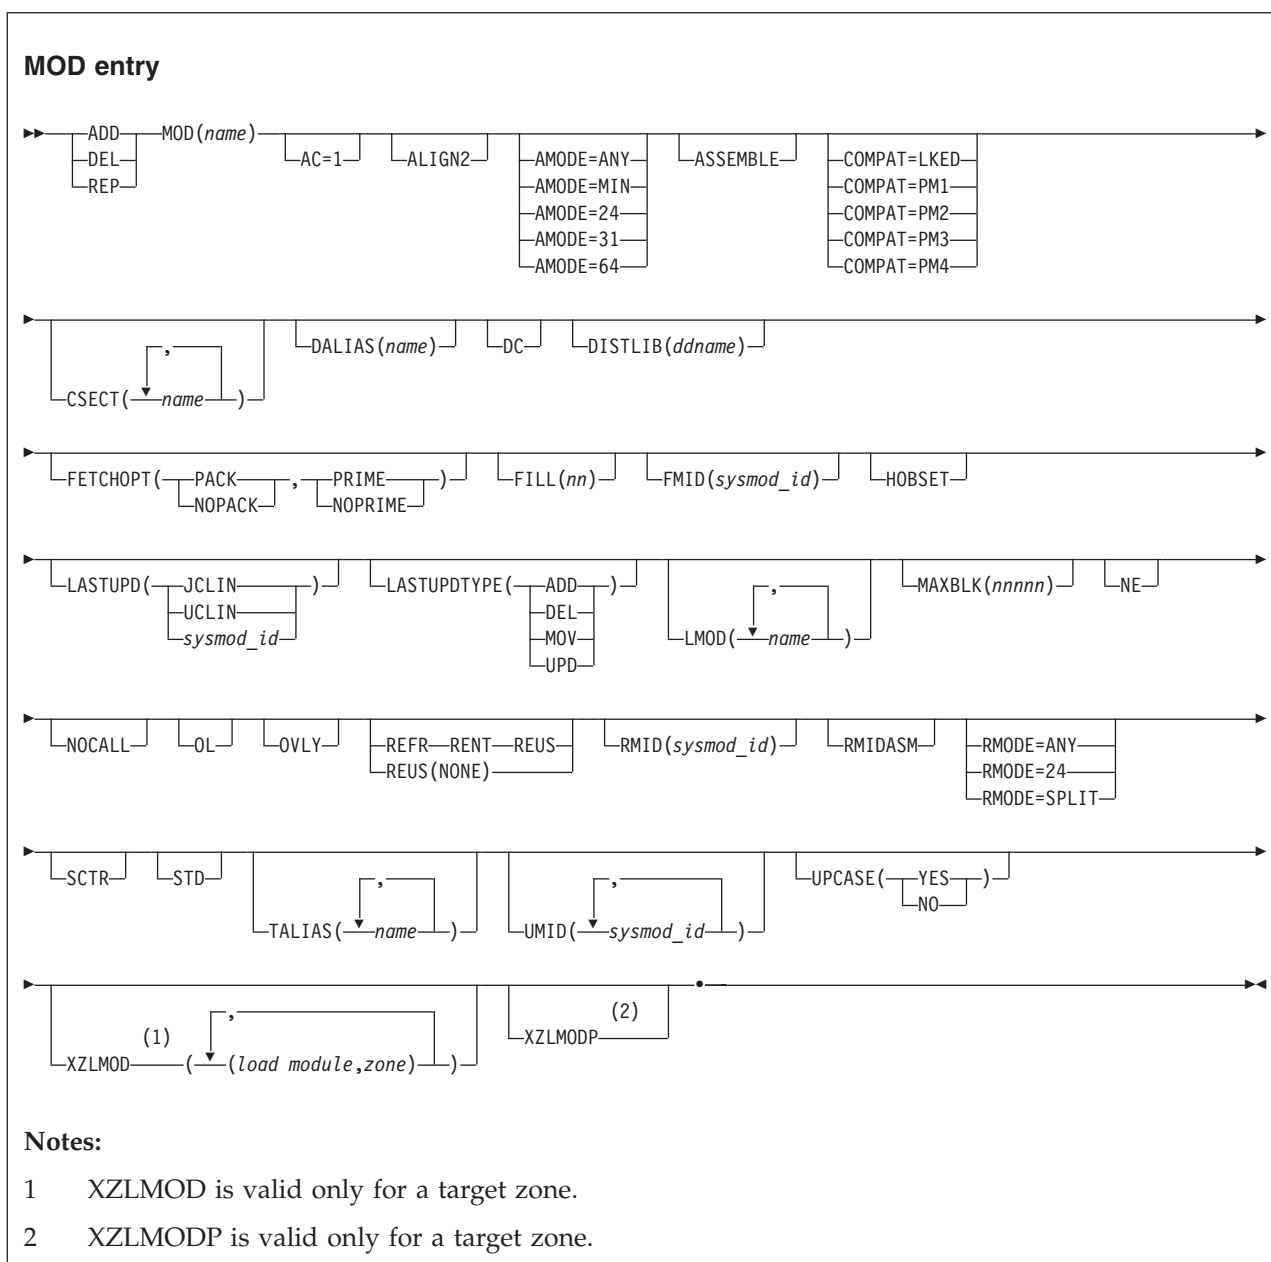 MOD entry
ADD MOD(name) AC=1 ALIGN2 AMODE=ANY ASSEMBLE COMPAT=LKED
DEL AMODE=MIN COMPAT=PM1
REP AMODE=24 COMPAT=PM2
AMODE=31 COMPAT=PM3
AMODE=64 COMPAT=PM4
DALIAS(name) DC DISTLIB(ddname)
,
CSECT( name )
FETCHOPT( PACK , PRIME ) FILL(nn) FMID(sysmod_id) HOBSET
NOPACK NOPRIME
LASTUPD( JCLIN ) LASTUPDTYPE( ADD ) , MAXBLK(nnnnn) NE
UCLIN DEL
sysmod_id MOV LMOD( name )
UPD
NOCALL OL OVLY REFR RENT REUS RMID(sysmod_id) RMIDASM RMODE=ANY
REUS(NONE) RMODE=24
RMODE=SPLIT
SCTR STD , , UPCASE( YES )
NO
TALIAS( name ) UMID( sysmod_id )
,
(1) (2)
XZLMODP
XZLMOD ( (load module,zone) )
Notes:
1 XZLMOD is valid only for a target zone.
2 XZLMODP is valid only for a target zone.